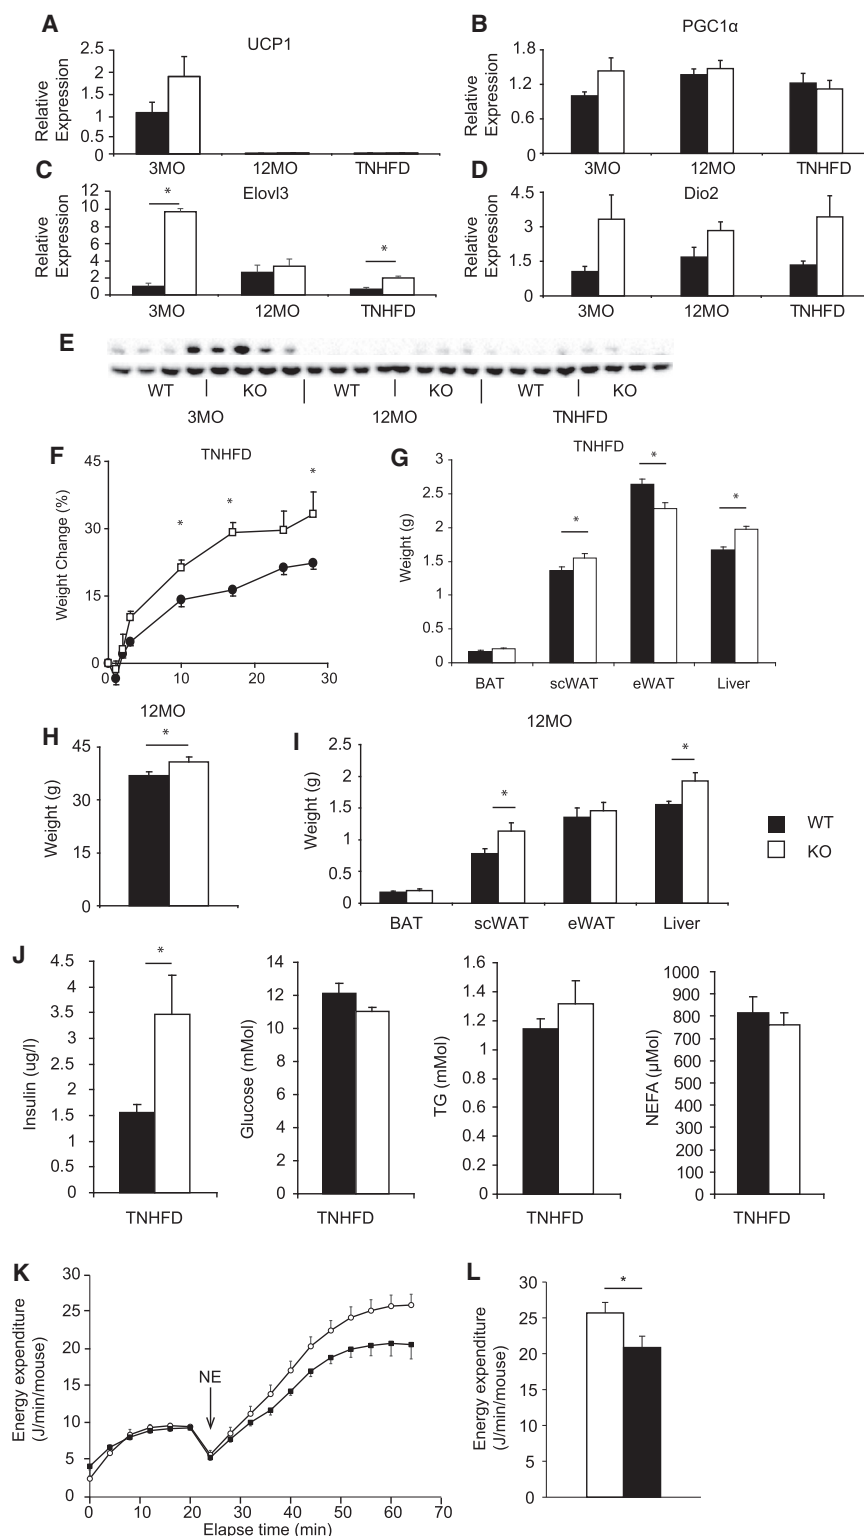 A
UCP1
Relative
Expression
2.5
2
1.5
1
0.5
0
3MO 12MO TNHFD
B
PGC1α
Relative
Expression
1.8
1.2
0.6
0
3MO 12MO TNHFD
C
Elovl3
Relative
Expression
12
10
8
6
4
2
0
* *
3MO 12MO TNHFD
D
Dio2
Relative
Expression
4.5
3
1.5
0
3MO 12MO TNHFD
E
WT KO WT KO WT KO
3MO 12MO TNHFD
F
TNHFD
Weight Change (%)
45
30
15
0
* * *
0 10 20 30
G
TNHFD
Weight (g)
3
2.5
2
1.5
1
0.5
0
* * *
BAT scWAT eWAT Liver
H
12MO
Weight (g)
45
30
15
0
*
I
12MO
Weight (g)
2.5
2
1.5
1
0.5
0
* *
BAT scWAT eWAT Liver
WT
KO
J
Insulin (ug/l)
4.5
4
3.5
3
2.5
2
1.5
1
0.5
0
*
TNHFD
Glucose (mMol)
14
12
10
8
6
4
2
0
TNHFD
TG (mMol)
1.6
1.4
1.2
1
0.8
0.6
0.4
0.2
0
TNHFD
NEFA (µMol)
1000
900
800
700
600
500
400
300
200
100
0
TNHFD
K
Energy expenditure
(J/min/mouse)
30
25
20
15
10
5
0
NE
0 10 20 30 40 50 60 70
Elapse time (min)
L
Energy expenditure
(J/min/mouse)
30
25
20
15
10
5
0
*